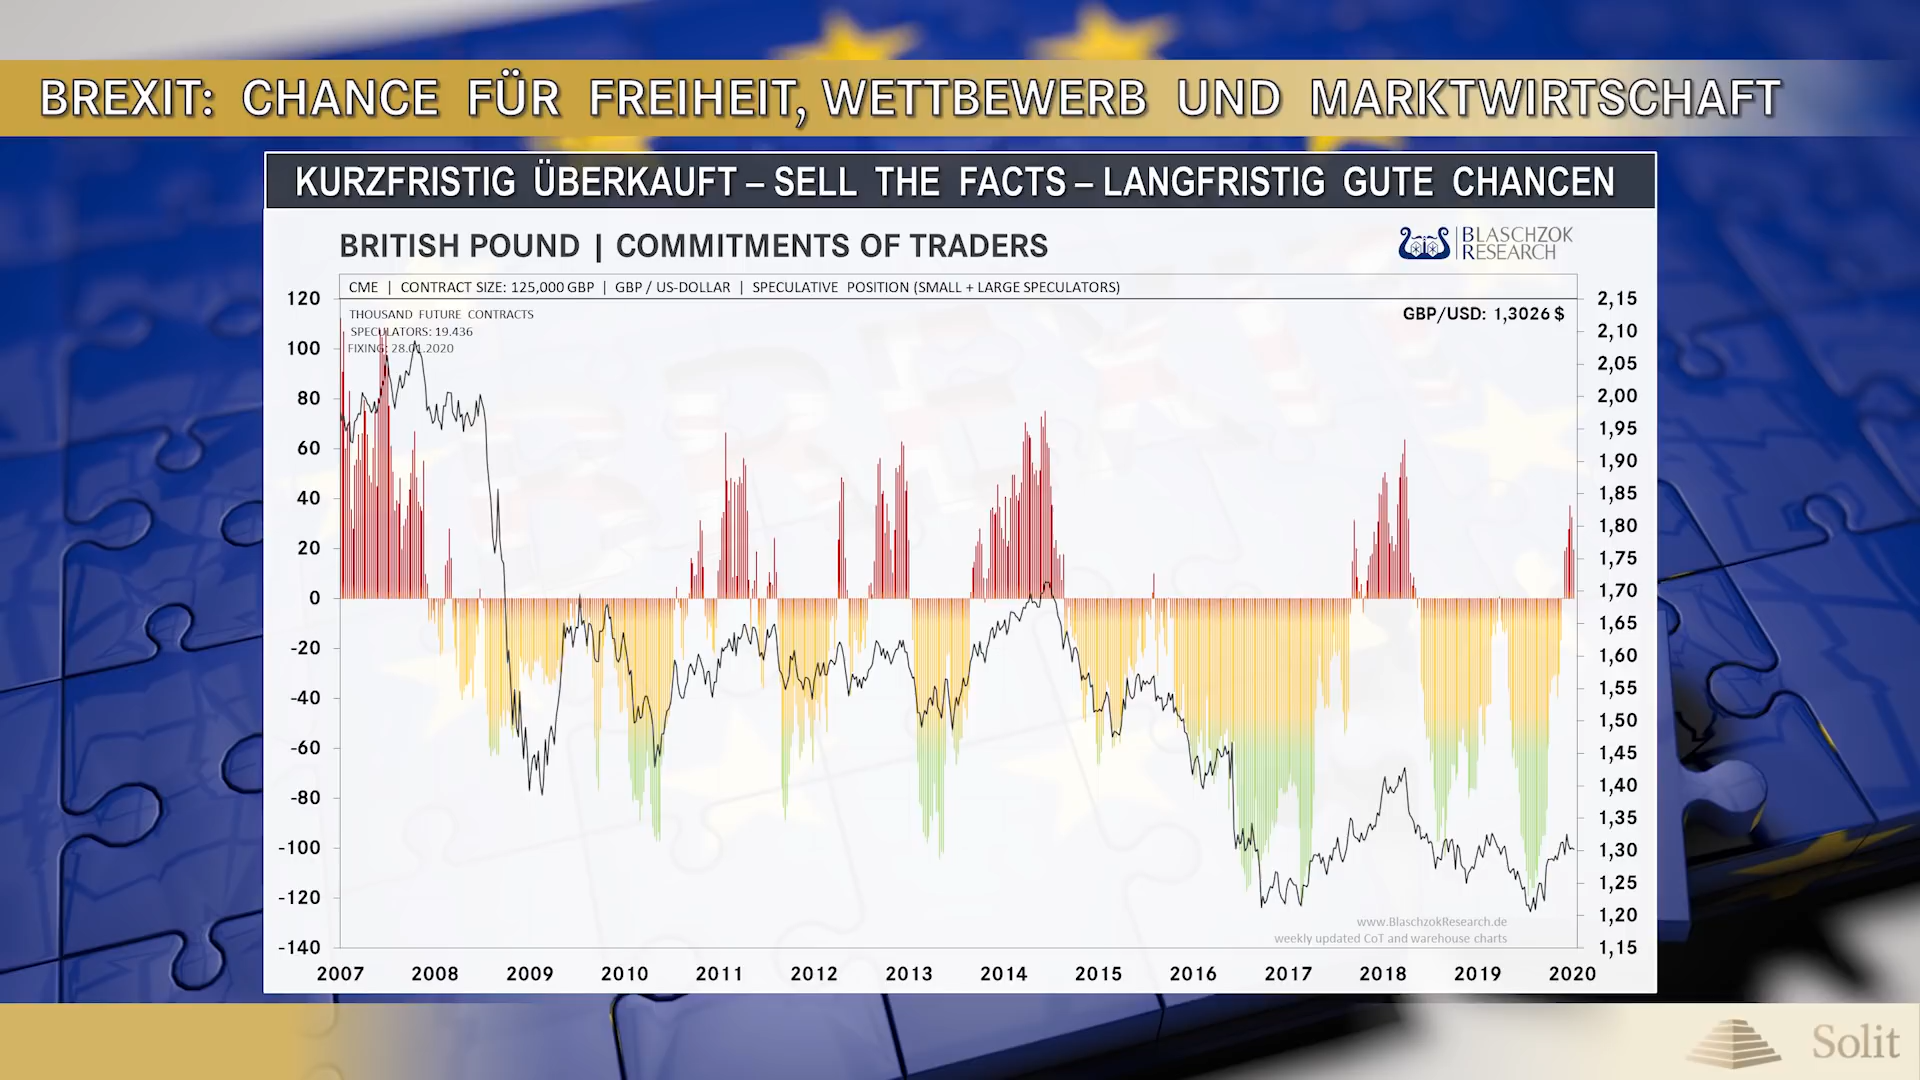 BREXIT: CHANCE FÜR FREIHEIT, WETTBEWERB UND MARKTWIRTSCHAFT
KURZFRISTIG ÜBERKAUFT – SELL THE FACTS – LANGFRISTIG GUTE CHANCEN
BRITISH POUND | COMMITMENTS OF TRADERS
BLASCHZOK
RESEARCH
CME | CONTRACT SIZE: 125,000 GBP | GBP / US-DOLLAR | SPECULATIVE POSITION (SMALL + LARGE SPECULATORS)
THOUSAND FUTURE CONTRACTS
SPECULATORS: 19.436
FIXING: 28.01.2020
GBP/USD: 1,3026 $
120
100
80
60
40
20
0
-20
-40
-60
-80
-100
-120
-140
2,15
2,10
2,05
2,00
1,95
1,90
1,85
1,80
1,75
1,70
1,65
1,60
1,55
1,50
1,45
1,40
1,35
1,30
1,25
1,20
1,15
www.BlaschzokResearch.de
weekly updated CoT and warehouse charts
2007 2008 2009 2010 2011 2012 2013 2014 2015 2016 2017 2018 2019 2020
Solit